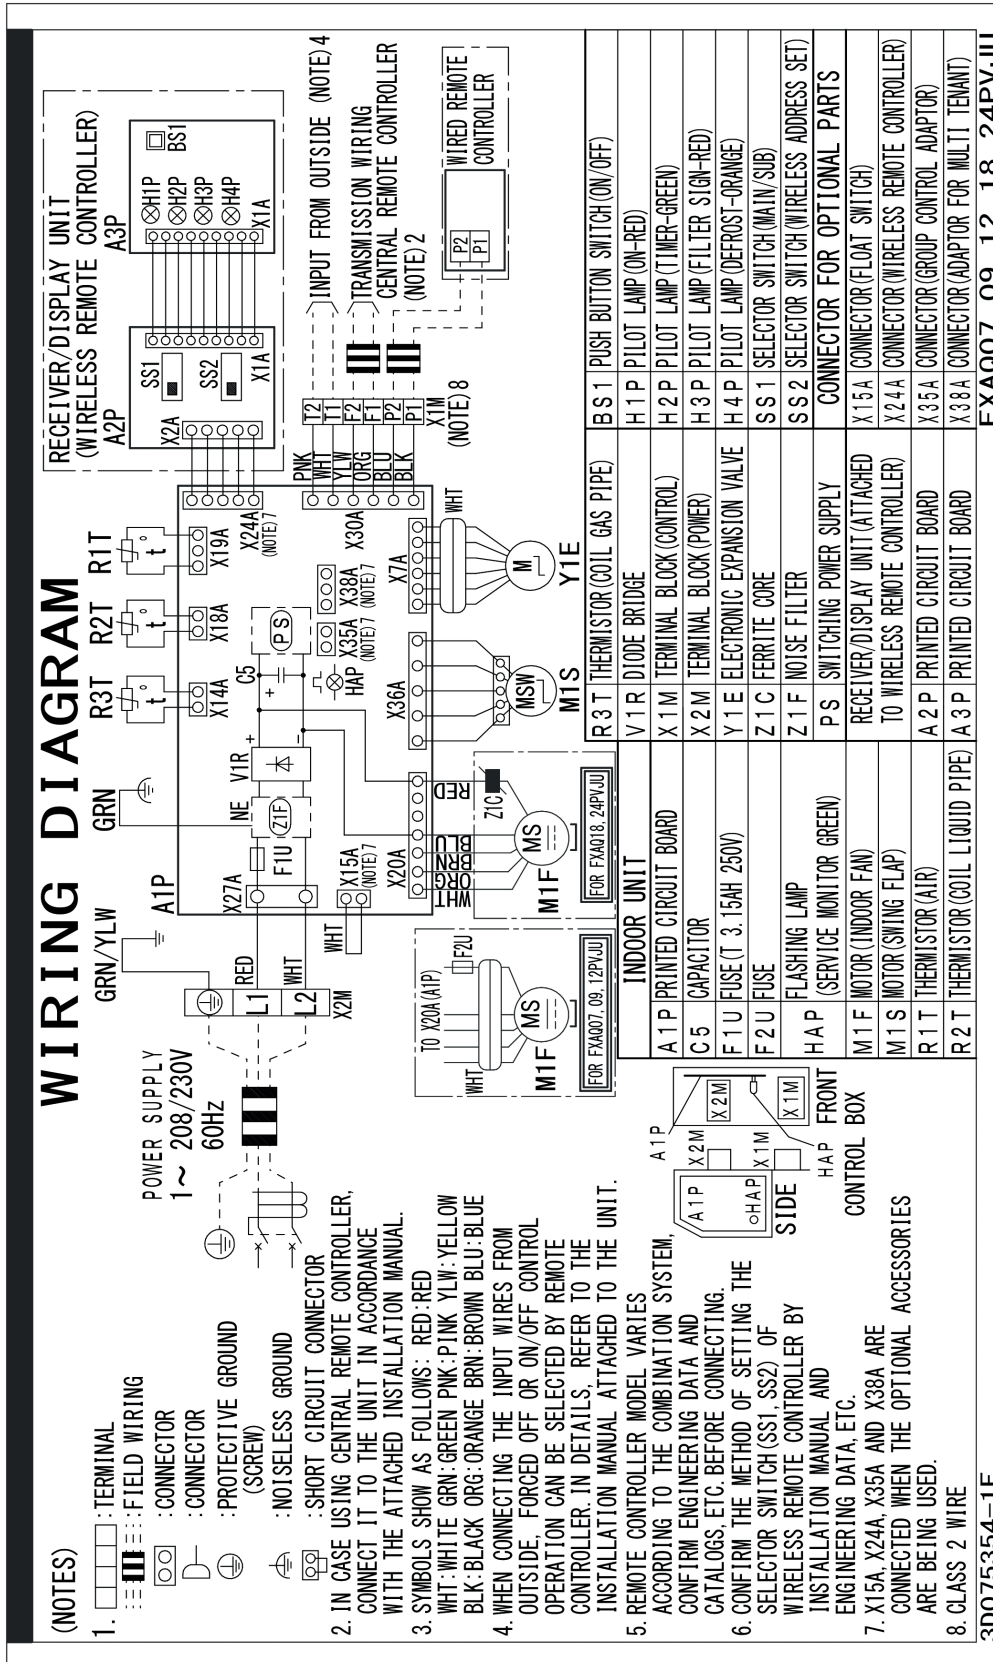 WIRING DIAGRAM
POWER SUPPLY
1~ 208/230V
60Hz
GRN/YLW
GRN
L1
L2
X2M
RED
WHT
A1P
X27A
F1U
NE
Z1F
V1R
+
−
C5
+
PS
HAP
WHT
X15A
(NOTE)7
X20A
X36A
X7A
X35A
(NOTE)7
X38A
(NOTE)7
X30A
X24A
(NOTE)7
R3T
t°
X14A
R2T
t°
X18A
R1T
t°
X19A
RECEIVER/DISPLAY UNIT
(WIRELESS REMOTE CONTROLLER)
A2P
A3P
X2A
SS1
SS2
X1A
X1A
H1P
H2P
H3P
H4P
BS1
PNK
WHT
YLW
ORG
BLU
BLK
T2
T1
F2
F1
P2
P1
X1M
(NOTE)8
INPUT FROM OUTSIDE (NOTE)4
TRANSMISSION WIRING
CENTRAL REMOTE CONTROLLER
(NOTE)2
P2
P1
WIRED REMOTE
CONTROLLER
TO X20A(A1P)
F2U
WHT
MS
M1F
FOR FXAQ07,09,12PVJU
WHT
ORG
BRN
BLU
RED
Z1C
MS
M1F
FOR FXAQ18,24PVJU
MSW
M1S
WHT
M
Y1E
(NOTES)
1.
:TERMINAL
:FIELD WIRING
:CONNECTOR
:CONNECTOR
:PROTECTIVE GROUND
(SCREW)
:NOISELESS GROUND
:SHORT CIRCUIT CONNECTOR
2. IN CASE USING CENTRAL REMOTE CONTROLLER,
CONNECT IT TO THE UNIT IN ACCORDANCE
WITH THE ATTACHED INSTALLATION MANUAL.
3. SYMBOLS SHOW AS FOLLOWS: RED:RED
WHT:WHITE GRN:GREEN PNK:PINK YLW:YELLOW
BLK:BLACK ORG:ORANGE BRN:BROWN BLU:BLUE
4. WHEN CONNECTING THE INPUT WIRES FROM
OUTSIDE, FORCED OFF OR ON/OFF CONTROL
OPERATION CAN BE SELECTED BY REMOTE
CONTROLLER. IN DETAILS, REFER TO THE
INSTALLATION MANUAL ATTACHED TO THE UNIT.
5. REMOTE CONTROLLER MODEL VARIES
ACCORDING TO THE COMBINATION SYSTEM,
CONFIRM ENGINEERING DATA AND
CATALOGS,ETC.BEFORE CONNECTING.
6. CONFIRM THE METHOD OF SETTING THE
SELECTOR SWITCH(SS1,SS2) OF
WIRELESS REMOTE CONTROLLER BY
INSTALLATION MANUAL AND
ENGINEERING DATA, ETC.
7. X15A, X24A, X35A AND X38A ARE
CONNECTED WHEN THE OPTIONAL ACCESSORIES
ARE BEING USED.
8. CLASS 2 WIRE
A1P
X2M
X1M
A1P
HAP
SIDE
X2M
X1M
HAP
FRONT
CONTROL BOX
INDOOR UNIT
A1P PRINTED CIRCUIT BOARD
C5 CAPACITOR
F1U FUSE(T 3.15AH 250V)
F2U FUSE
HAP FLASHING LAMP
(SERVICE MONITOR GREEN)
M1F MOTOR(INDOOR FAN)
M1S MOTOR(SWING FLAP)
R1T THERMISTOR(AIR)
R2T THERMISTOR(COIL LIQUID PIPE)
R3T THERMISTOR(COIL GAS PIPE)
V1R DIODE BRIDGE
X1M TERMINAL BLOCK(CONTROL)
X2M TERMINAL BLOCK(POWER)
Y1E ELECTRONIC EXPANSION VALVE
Z1C FERRITE CORE
Z1F NOISE FILTER
PS SWITCHING POWER SUPPLY
RECEIVER/DISPLAY UNIT(ATTACHED
TO WIRELESS REMOTE CONTROLLER)
A2P PRINTED CIRCUIT BOARD
A3P PRINTED CIRCUIT BOARD
BS1 PUSH BUTTON SWITCH(ON/OFF)
H1P PILOT LAMP(ON-RED)
H2P PILOT LAMP(TIMER-GREEN)
H3P PILOT LAMP(FILTER SIGN-RED)
H4P PILOT LAMP(DEFROST-ORANGE)
SS1 SELECTOR SWITCH(MAIN/SUB)
SS2 SELECTOR SWITCH(WIRELESS ADDRESS SET)
CONNECTOR FOR OPTIONAL PARTS
X15A CONNECTOR(FLOAT SWITCH)
X24A CONNECTOR(WIRELESS REMOTE CONTROLLER)
X35A CONNECTOR(GROUP CONTROL ADAPTOR)
X38A CONNECTOR(ADAPTOR FOR MULTI TENANT)
3D075354-1F
FXAQ07, 09, 12, 18, 24PVJU